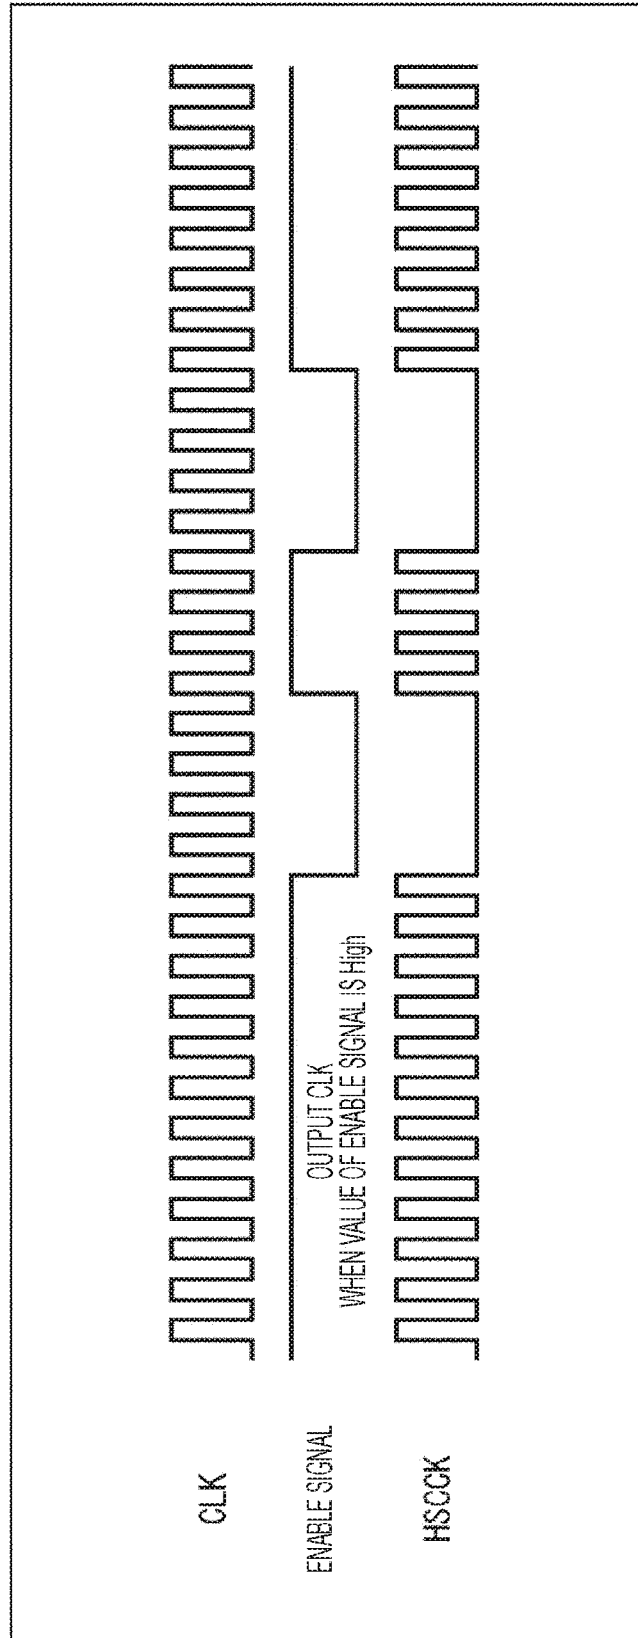 CLK
ENABLE SIGNAL
OUTPUT CLK
WHEN VALUE OF ENABLE SIGNAL IS High
HSCCK